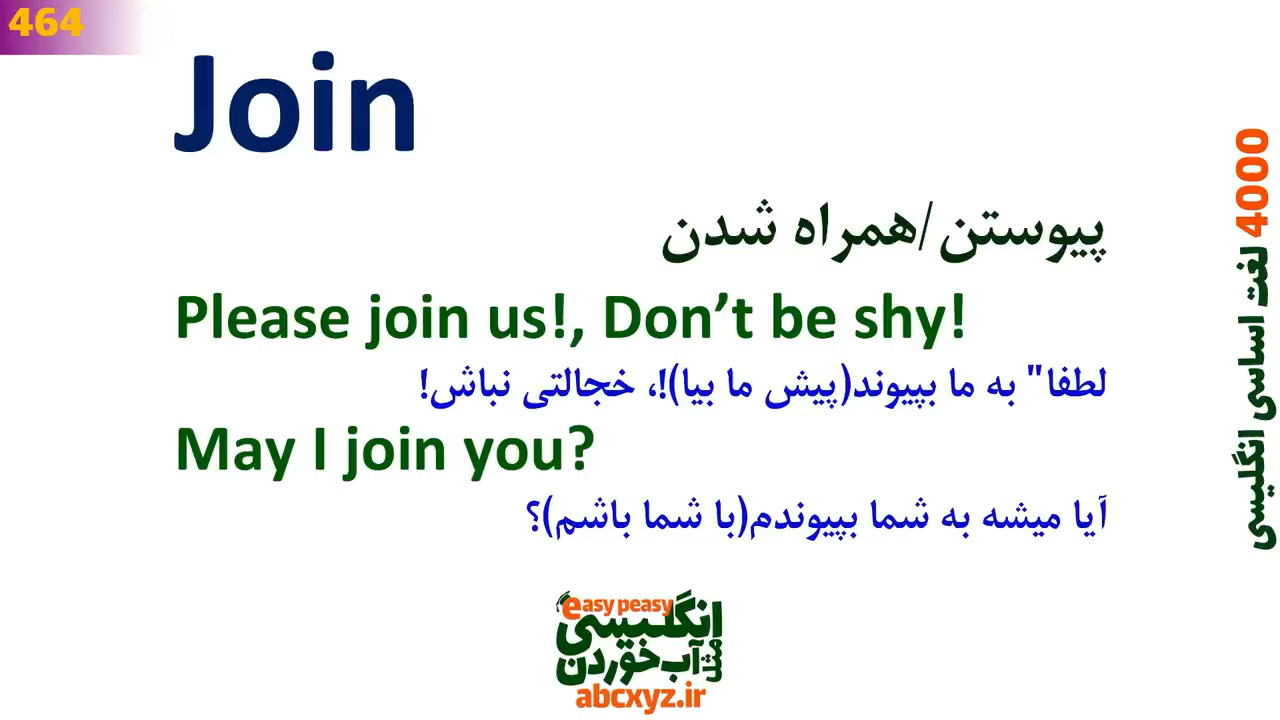 464
Join
پیوستن/همراه شدن
Please join us!, Don’t be shy!
لطفا" به ما بپیوند(پیش ما بیا)!، خجالتی نباش!
May I join you?
آیا میشه به شما بپیوندم(با شما باشم)؟
4000 لغت اساسی انگلیسی
easy peasy
انگلیسی
مثل آب خوردن
abcxyz.ir